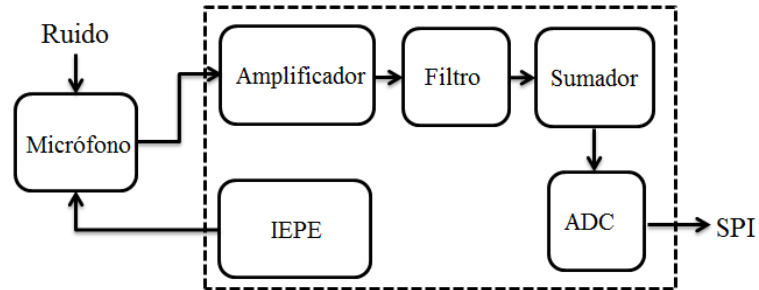 Ruido
Amplificador
Filtro
Sumador
Micrófono
IEPE
ADC
SPI